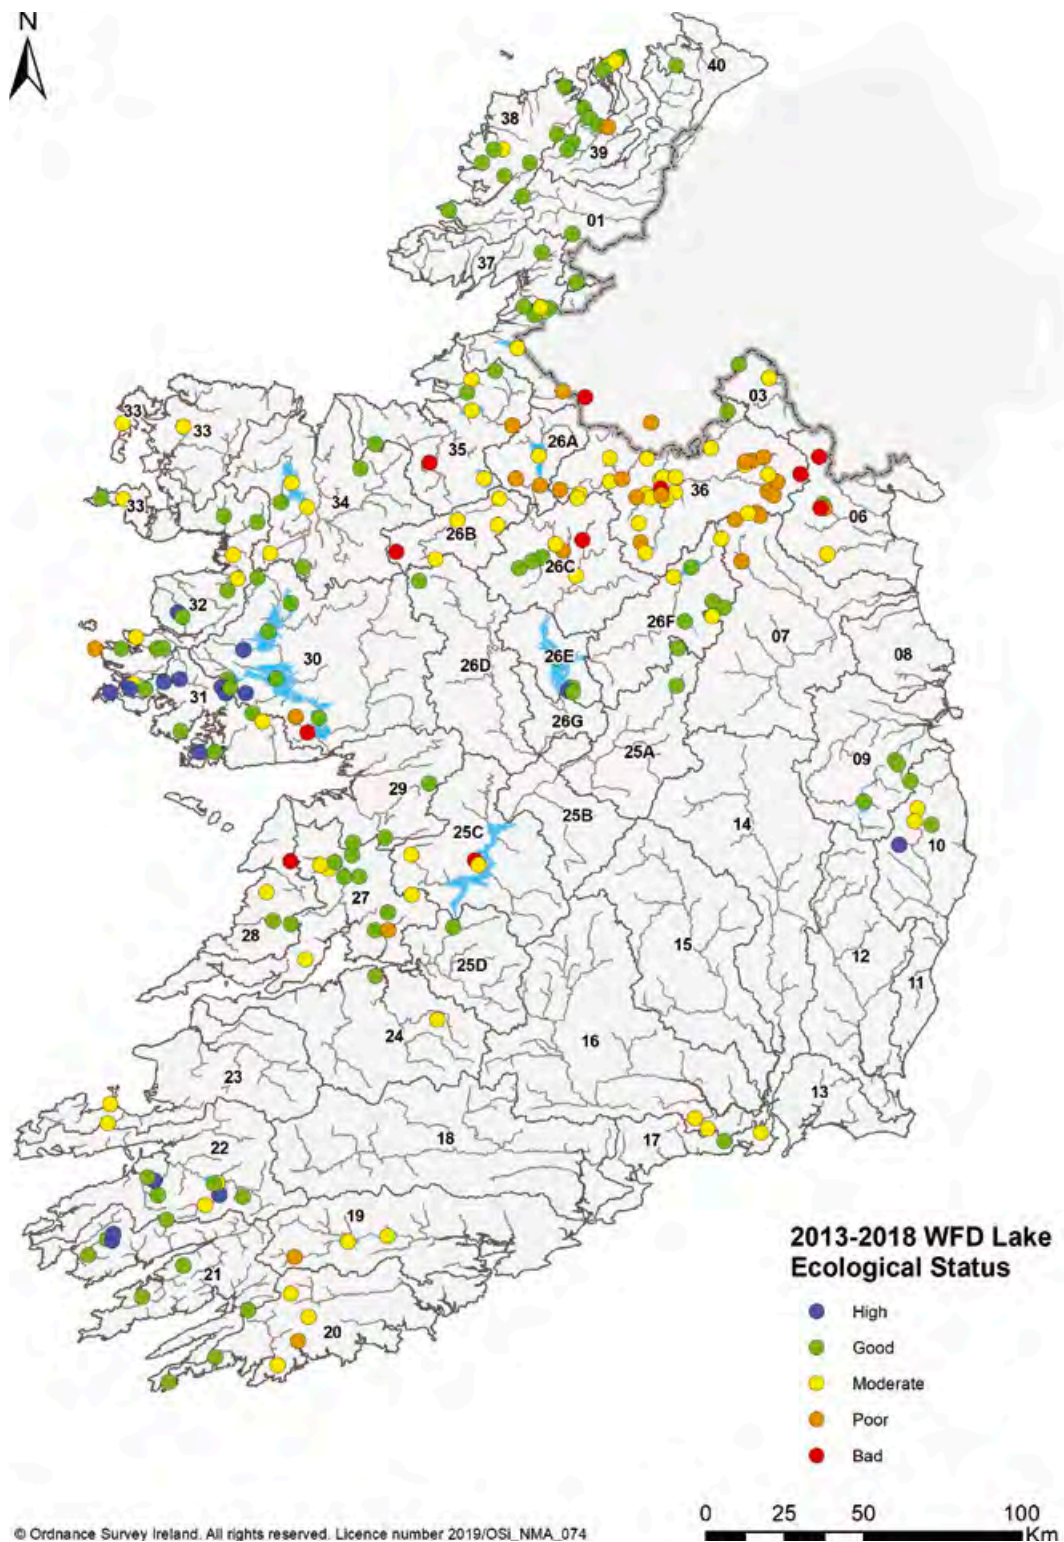 N
40
38
39
01
37
03
33
33
35
26A
34
36
33
06
26B
26C
32
26F
07
30
26E
08
26D
31
26G
25A
09
29
25B
25C
14
10
27
28
15
12
25D
11
24
16
23
13
18
17
22
19
21
20
2013-2018 WFD Lake
Ecological Status
High
Good
Moderate
Poor
Bad
0 25 50 100
Km
© Ordnance Survey Ireland. All rights reserved. Licence number 2019/OSi_NMA_074